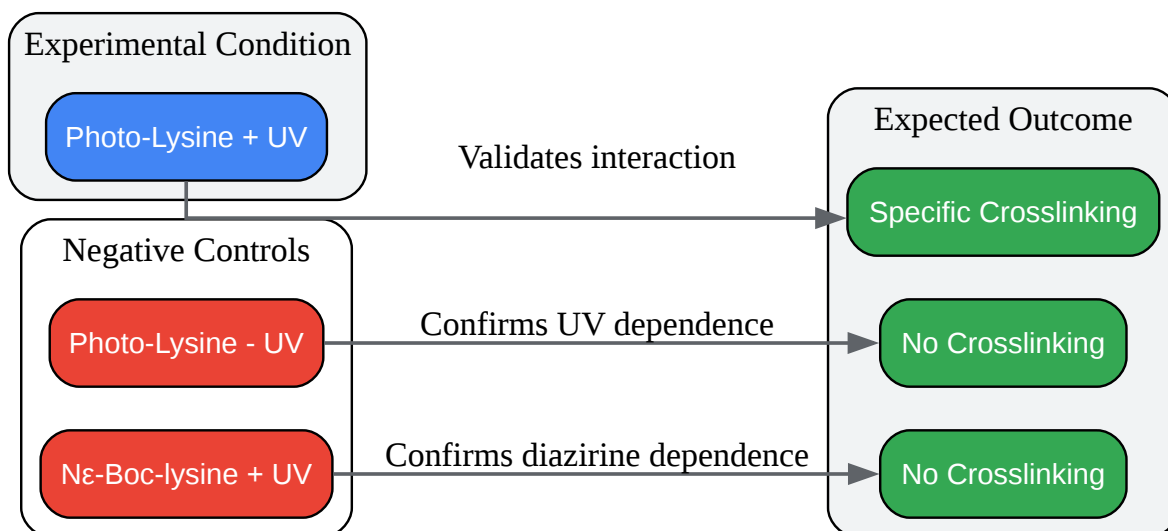 Experimental Condition
Photo-Lysine + UV
Validates interaction
Expected Outcome
Specific Crosslinking
Negative Controls
Photo-Lysine - UV
Confirms UV dependence
No Crosslinking
Nε-Boc-lysine + UV
Confirms diazirine dependence
No Crosslinking